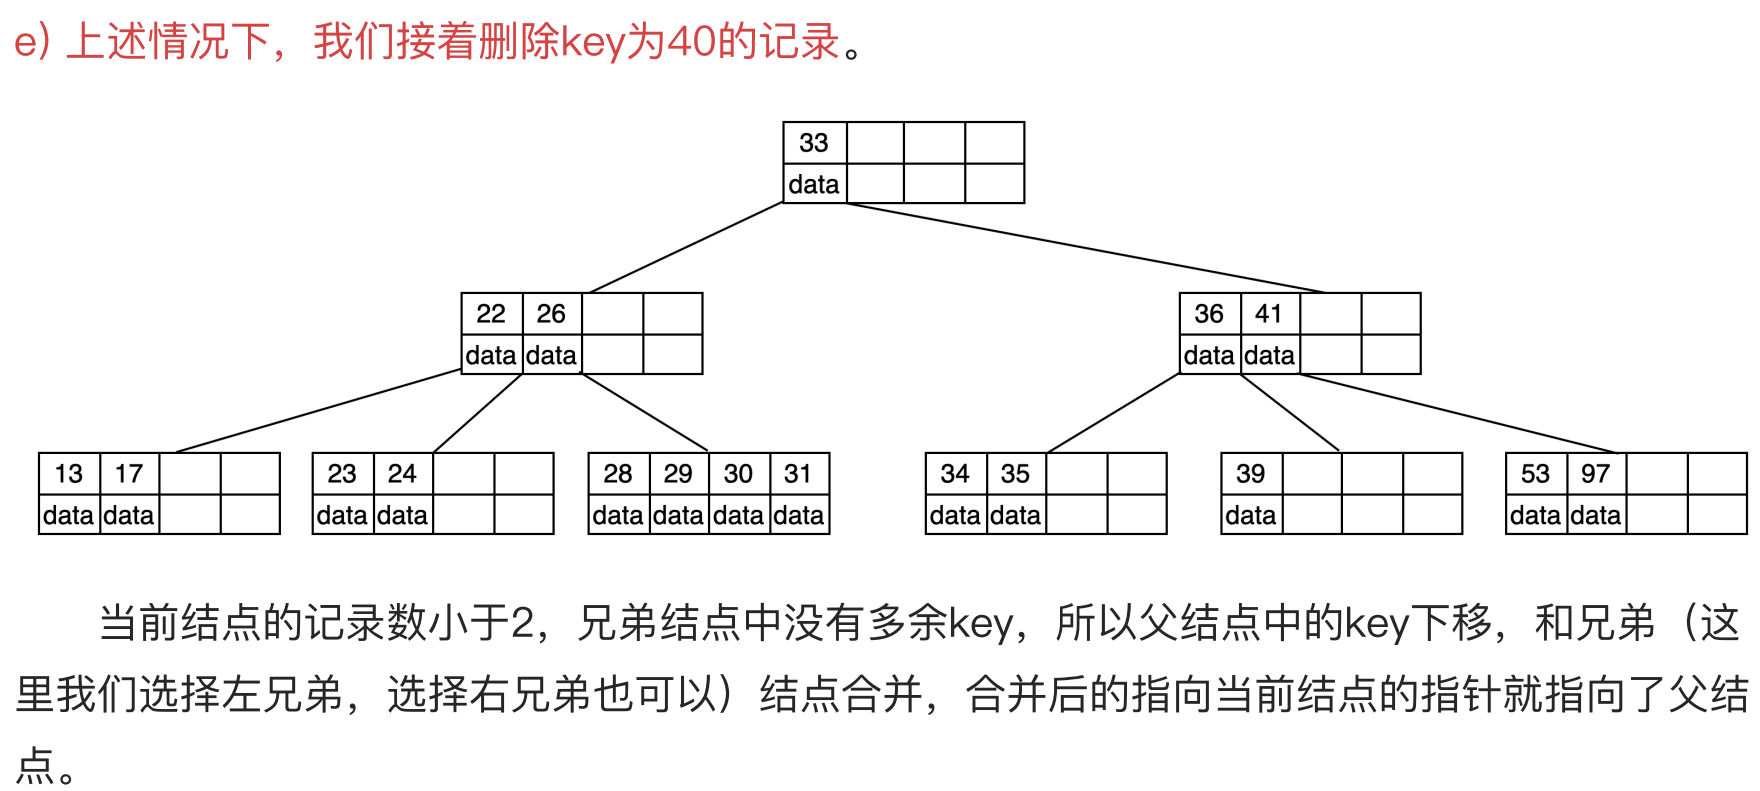 e) 上述情况下，我们接着删除key为40的记录。
33
data
22 26
data data
36 41
data data
13 17
data data
23 24
data data
28 29 30 31
data data data data
34 35
data data
39
data
53 97
data data
当前结点的记录数小于2，兄弟结点中没有多余key，所以父结点中的key下移，和兄弟（这
里我们选择左兄弟，选择右兄弟也可以）结点合并，合并后的指向当前结点的指针就指向了父结
点。